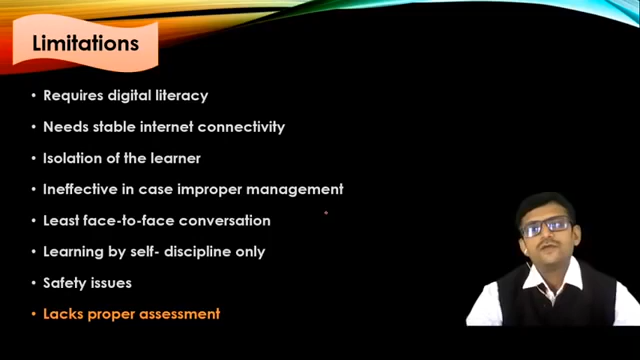 Limitations
• Requires digital literacy
• Needs stable internet connectivity
• Isolation of the learner
• Ineffective in case improper management
• Least face-to-face conversation
• Learning by self- discipline only
• Safety issues
• Lacks proper assessment